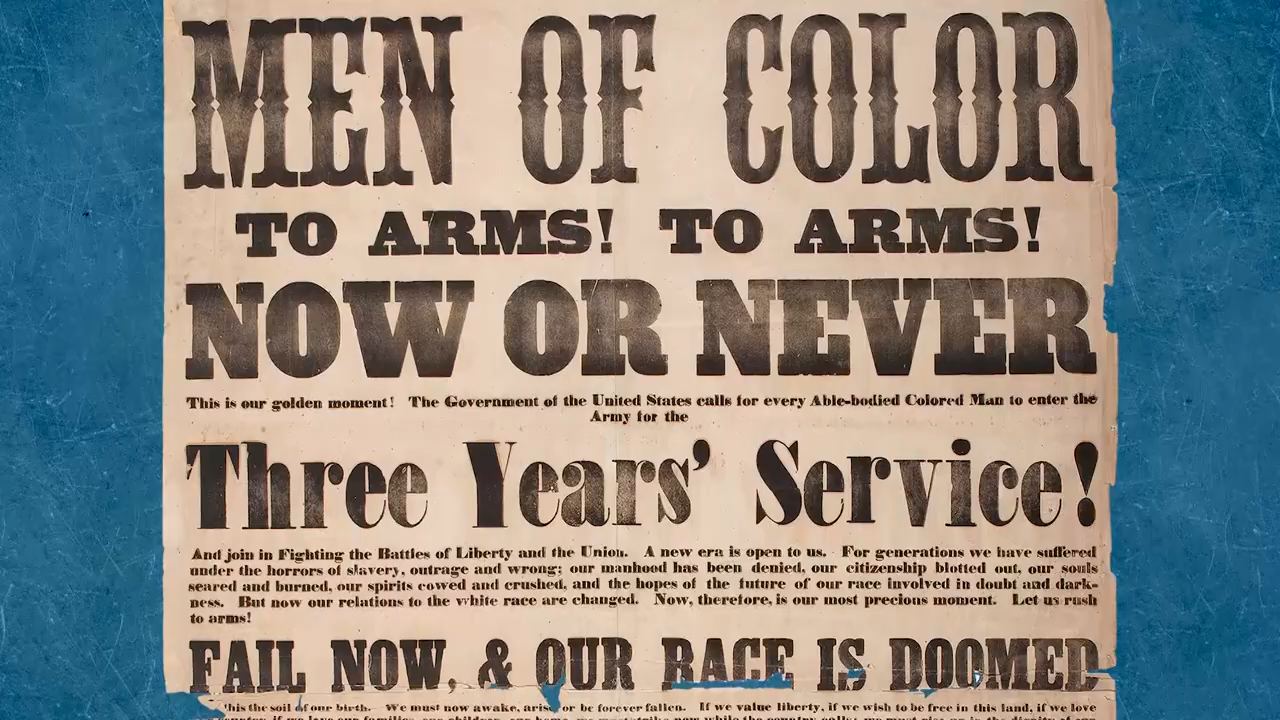 MEN OF COLOR
TO ARMS! TO ARMS!
NOW OR NEVER
This is our golden moment! The Government of the United States calls for every Able-bodied Colored Man to enter the
Army for the
Three Years' Service!
And join in Fighting the Battles of Liberty and the Union. A new era is open to us. For generations we have suffered
under the horrors of slavery, outrage and wrong; our manhood has been denied, our citizenship blotted out, our souls
seared and burned, our spirits cowed and crushed, and the hopes of the future of our race involved in doubt and dark-
ness. But now our relations to the white race are changed. Now, therefore, is our most precious moment. Let us rush
to arms!
FAIL NOW, & OUR RACE IS DOOMED
this the soil of our birth. We must now awake, arise, or be forever fallen. If we value liberty, if we wish to be free in this land, if we love